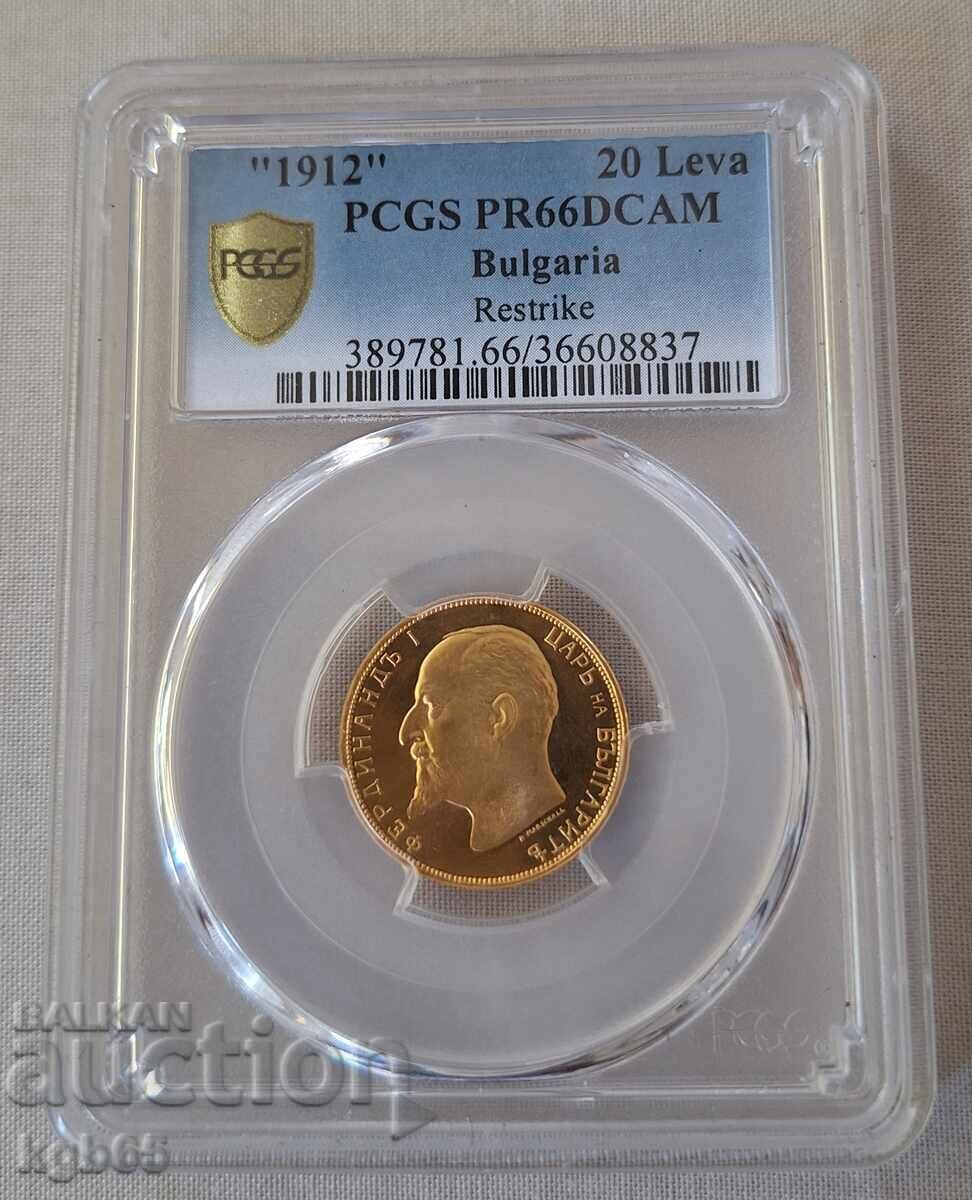 "1912" 20 Leva
PCGS PR66DCAM
Bulgaria
Restrike
389781.66/36608837
PCGS
ФЕРДИНАНДЪ I ЦАРЬ НА БЪЛГАРИТѢ
PCGS
BALKAN
auction
kgb65